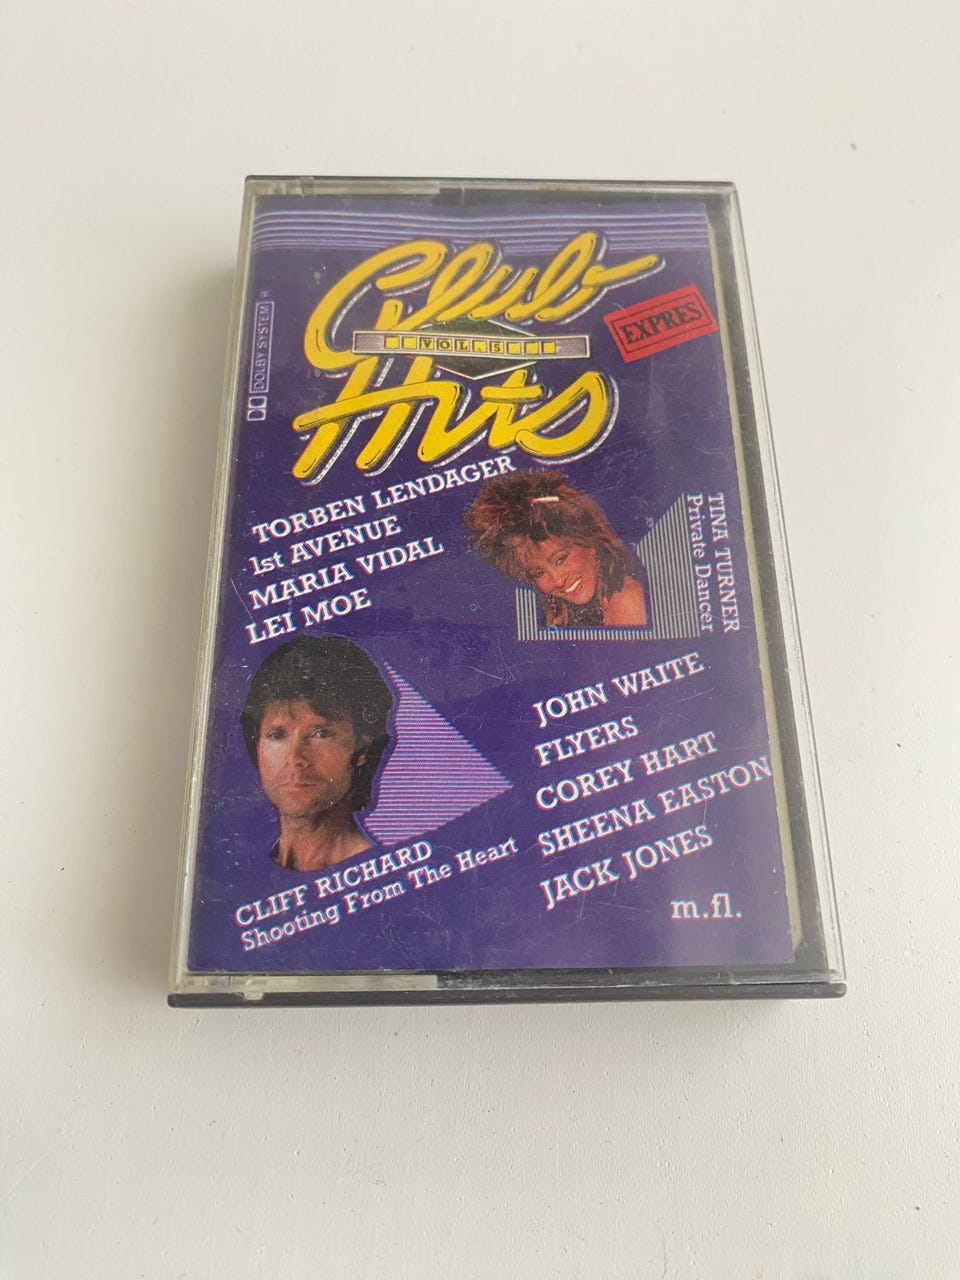 Club
VOL. 5
Hits
EXPRES
DOLBY SYSTEM R
TORBEN LENDAGER
1st AVENUE
MARIA VIDAL
LEI MOE
TINA TURNER
Private Dancer
CLIFF RICHARD
Shooting From The Heart
JOHN WAITE
FLYERS
COREY HART
SHEENA EASTON
JACK JONES
m.fl.